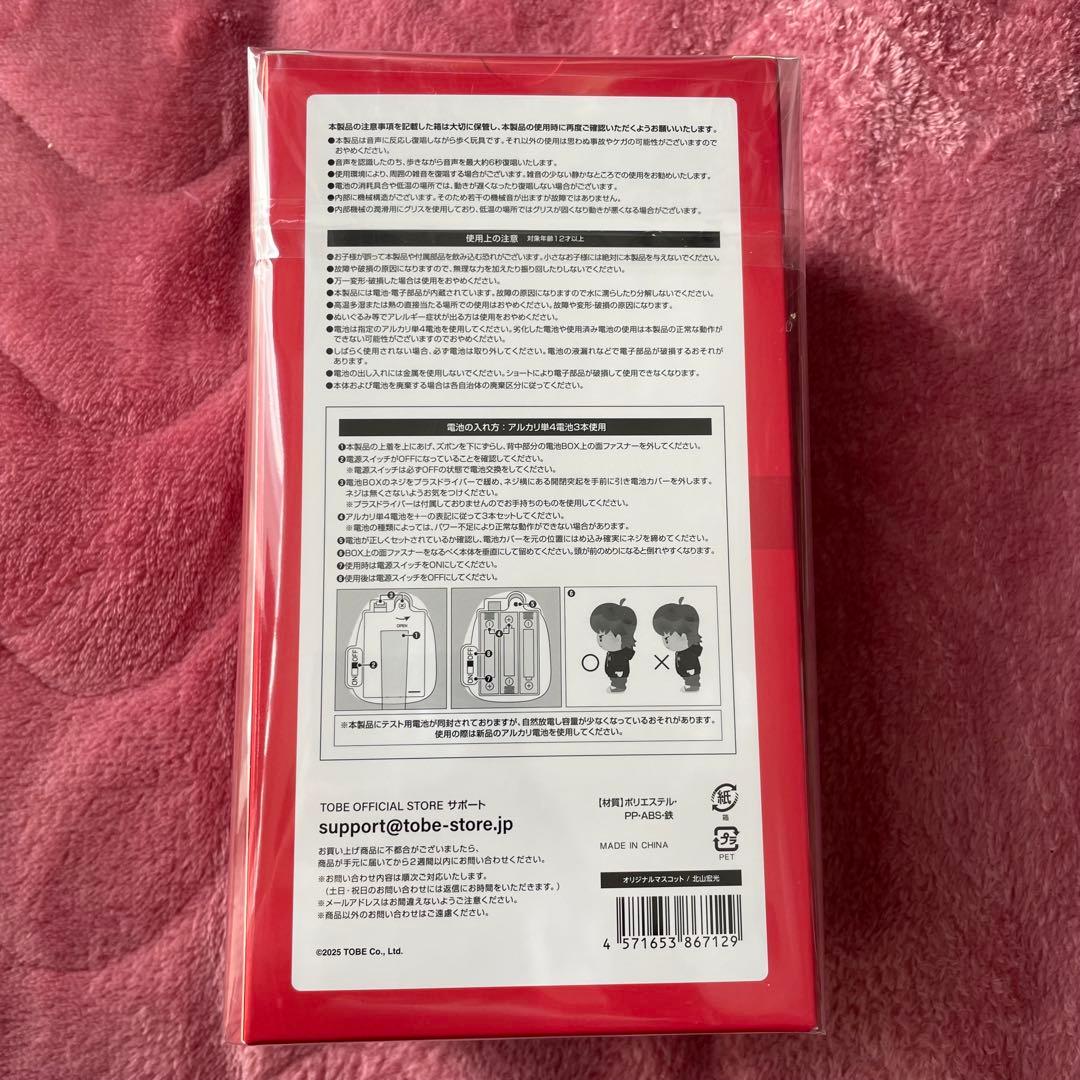 本製品の注意事項を記載した箱は大切に保管し、本製品の使用時に再度ご確認いただくようお願いいたします。
●本製品は音声に反応し復唱しながら歩く玩具です。それ以外の使用は思わぬ事故やケガの可能性がございますので
おやめください。
●音声を認識したのち、歩きながら音声を最大約6秒復唱いたします。
●使用環境により、周囲の雑音を復唱する場合がございます。雑音の少ない静かなところでの使用をお勧めいたします。
●電池の消耗具合や低温の場所では、動きが遅くなったり復唱しない場合がございます。
●内部に機械構造がございます。そのため若干の機械音が出ますが故障ではありません。
●内部機械の潤滑用にグリスを使用しており、低温の場所ではグリスが固くなり動きが悪くなる場合がございます。
使用上の注意 対象年齢12才以上
●お子様が誤って本製品や付属部品を飲み込む恐れがございます。小さなお子様には絶対に本製品を与えないでください。
●故障や破損の原因になりますので、無理な力を加えたり振り回したりしないでください。
●万一変形・破損した場合は使用をおやめください。
●本製品には電池・電子部品が内蔵されています。故障の原因になりますので水に濡らしたり分解しないでください。
●高温多湿または熱の直接当たる場所での使用はおやめください。故障や変形・破損の原因になります。
●ぬいぐるみ等でアレルギー症状が出る方は使用をおやめください。
●電池は指定のアルカリ単4電池を使用してください。劣化した電池や使用済み電池の使用は本製品の正常な動作が
できない可能性がございますのでおやめください。
●しばらく使用されない場合、必ず電池は取り外してください。電池の液漏れなどで電子部品が破損するおそれが
あります。
●電池の出し入れには金属を使用しないでください。ショートにより電子部品が破損して使用できなくなります。
●本体および電池を廃棄する場合は各自治体の廃棄区分に従ってください。
電池の入れ方：アルカリ単4電池3本使用
❶本製品の上着を上にあげ、ズボンを下にずらし、背中部分の電池BOX上の面ファスナーを外してください。
❷電源スイッチがOFFになっていることを確認してください。
※電源スイッチは必ずOFFの状態で電池交換をしてください。
❸電池BOXのネジをプラスドライバーで緩め、ネジ横にある開閉突起を手前に引き電池カバーを外します。
ネジは無くさないようお気をつけください。
※プラスドライバーは付属しておりませんのでお手持ちのものを使用してください。
❹アルカリ単4電池を＋−の表記に従って3本セットしてください。
※電池の種類によっては、パワー不足により正常な動作ができない場合があります。
❺電池が正しくセットされているか確認し、電池カバーを元の位置にはめ込み確実にネジを締めてください。
❻BOX上の面ファスナーをなるべく本体を垂直にして留めてください。頭が前のめりになると倒れやすくなります。
❼使用時は電源スイッチをONにしてください。
❽使用後は電源スイッチをOFFにしてください。
❸
OPEN
❶
ON OFF
❷
❺
❹
ON OFF
❽
❼
❻
○ ×
※本製品にテスト用電池が同封されておりますが、自然放電し容量が少なくなっているおそれがあります。
使用の際は新品のアルカリ電池を使用してください。
TOBE OFFICIAL STORE サポート
support@tobe-store.jp
お買い上げ商品に不都合がございましたら、
商品が手元に届いてから2週間以内にお問い合わせください。
※お問い合わせ内容は順次ご対応いたします。
（土日・祝日のお問い合わせには返信にお時間をいただきます。）
※メールアドレスはお間違えないようご注意ください。
※商品以外のお問い合わせはご遠慮ください。
©2025 TOBE Co., Ltd.
【材質】ポリエステル・
PP・ABS・鉄
MADE IN CHINA
紙
箱
プラ
PET
オリジナルマスコット / 北山宏光
4 571653 867129